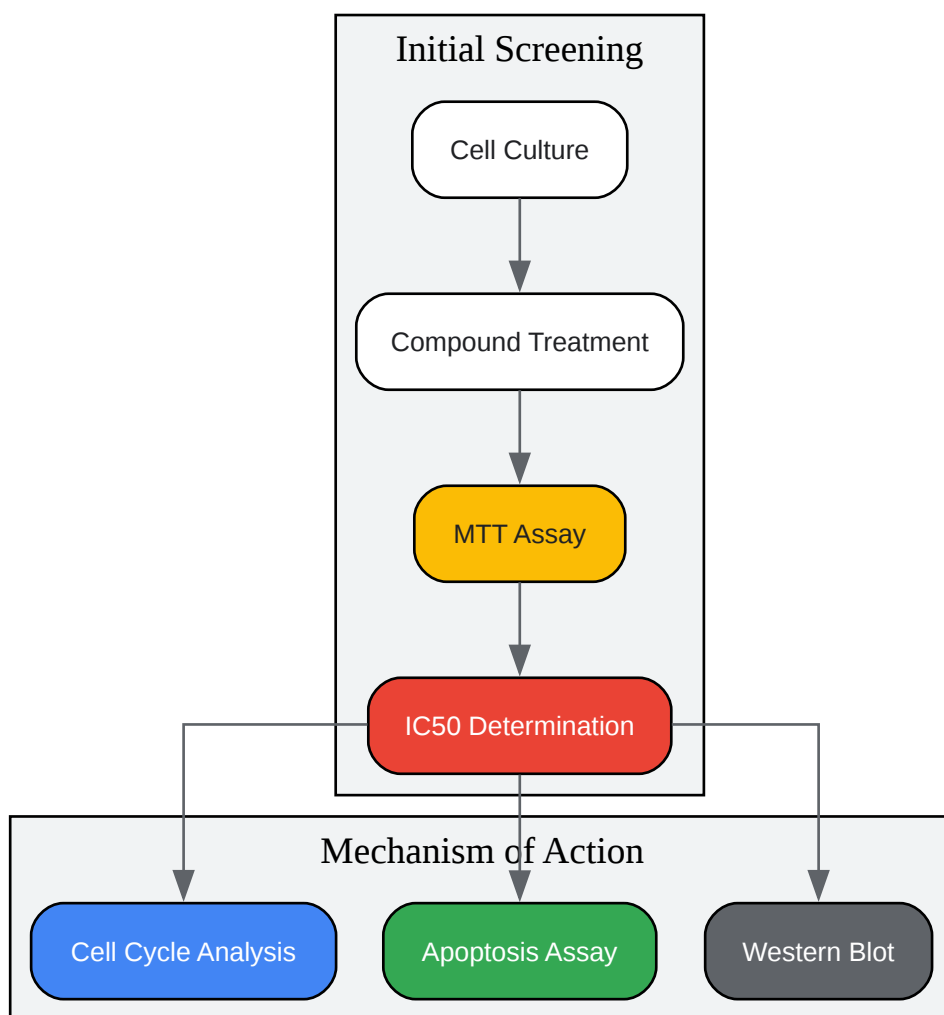 Initial Screening
Cell Culture
Compound Treatment
MTT Assay
IC50 Determination
Mechanism of Action
Cell Cycle Analysis
Apoptosis Assay
Western Blot